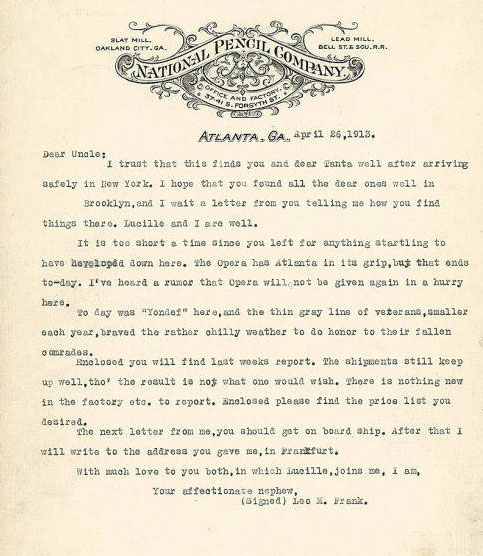 SLAT MILL,
OAKLAND CITY, GA.
LEAD MILL,
BELL ST. & SOU. R.R.
NATIONAL PENCIL COMPANY.
OFFICE AND FACTORY,
37-41 S. FORSYTH ST.
ATLANTA, GA. April 26,1913.
Dear Uncle;
I trust that this finds you and dear Tanta well after arriving
safely in New York. I hope that you found all the dear ones well in
Brooklyn,and I wait a letter from you telling me how you find
things there. Lucille and I are well.
It is too short a time since you left for anything startling to
have developed down here. The Opera has Atlanta in its grip,but that ends
to-day. I've heard a rumor that Opera will not be given again in a hurry
here.
To day was "Yondef" here,and the thin gray line of veterans,smaller
each year,braved the rather chilly weather to do honor to their fallen
comrades.
Enclosed you will find last weeks report. The shipments still keep
up well,tho' the result is not what one would wish. There is nothing new
in the factory etc. to report. Enclosed please find the price list you
desired.
The next letter from me,you should get on board ship. After that I
will write to the address you gave me,in Frankfurt.
With much love to you both,in which Lucille,joins me, I am,
Your affectionate nephew,
(Signed) Leo M. Frank.